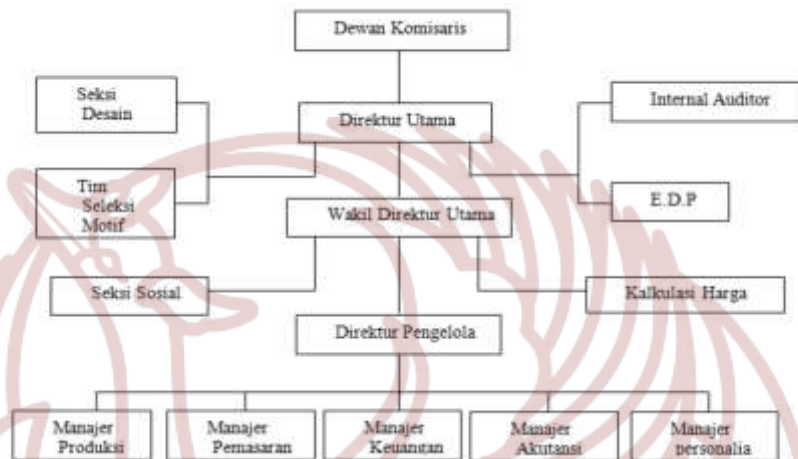 Dewan Komisaris
Seksi
Desain
Direktur Utama
Internal Auditor
Tim
Seleksi
Motif
Wakil Direktur Utama
E.D.P
Seksi Sosial
Kalkulasi Harga
Direktur Pengelola
Manajer
Produksi
Manajer
Pemasaran
Manajer
Keuangan
Manajer
Akutansi
Manajer
personalia